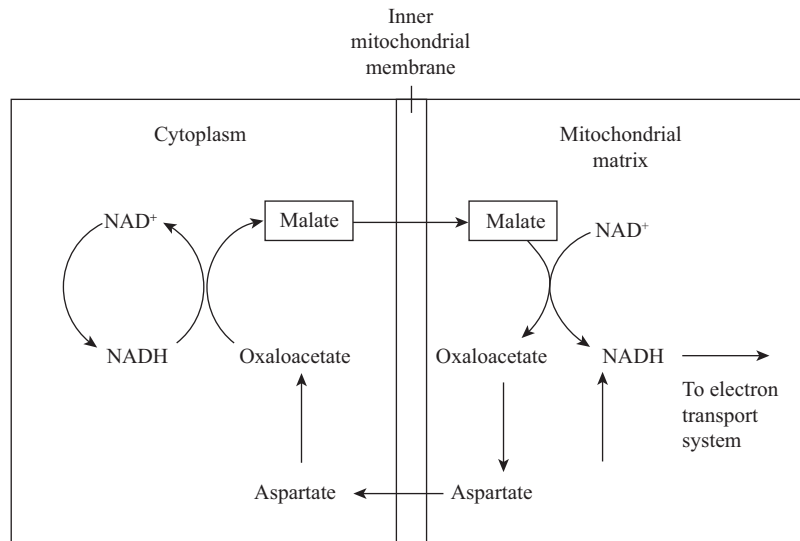 Inner
mitochondrial
membrane
Cytoplasm
Mitochondrial
matrix
NAD⁺
Malate
Malate
NAD⁺
NADH
Oxaloacetate
Oxaloacetate
NADH
To electron
transport
system
Aspartate
Aspartate